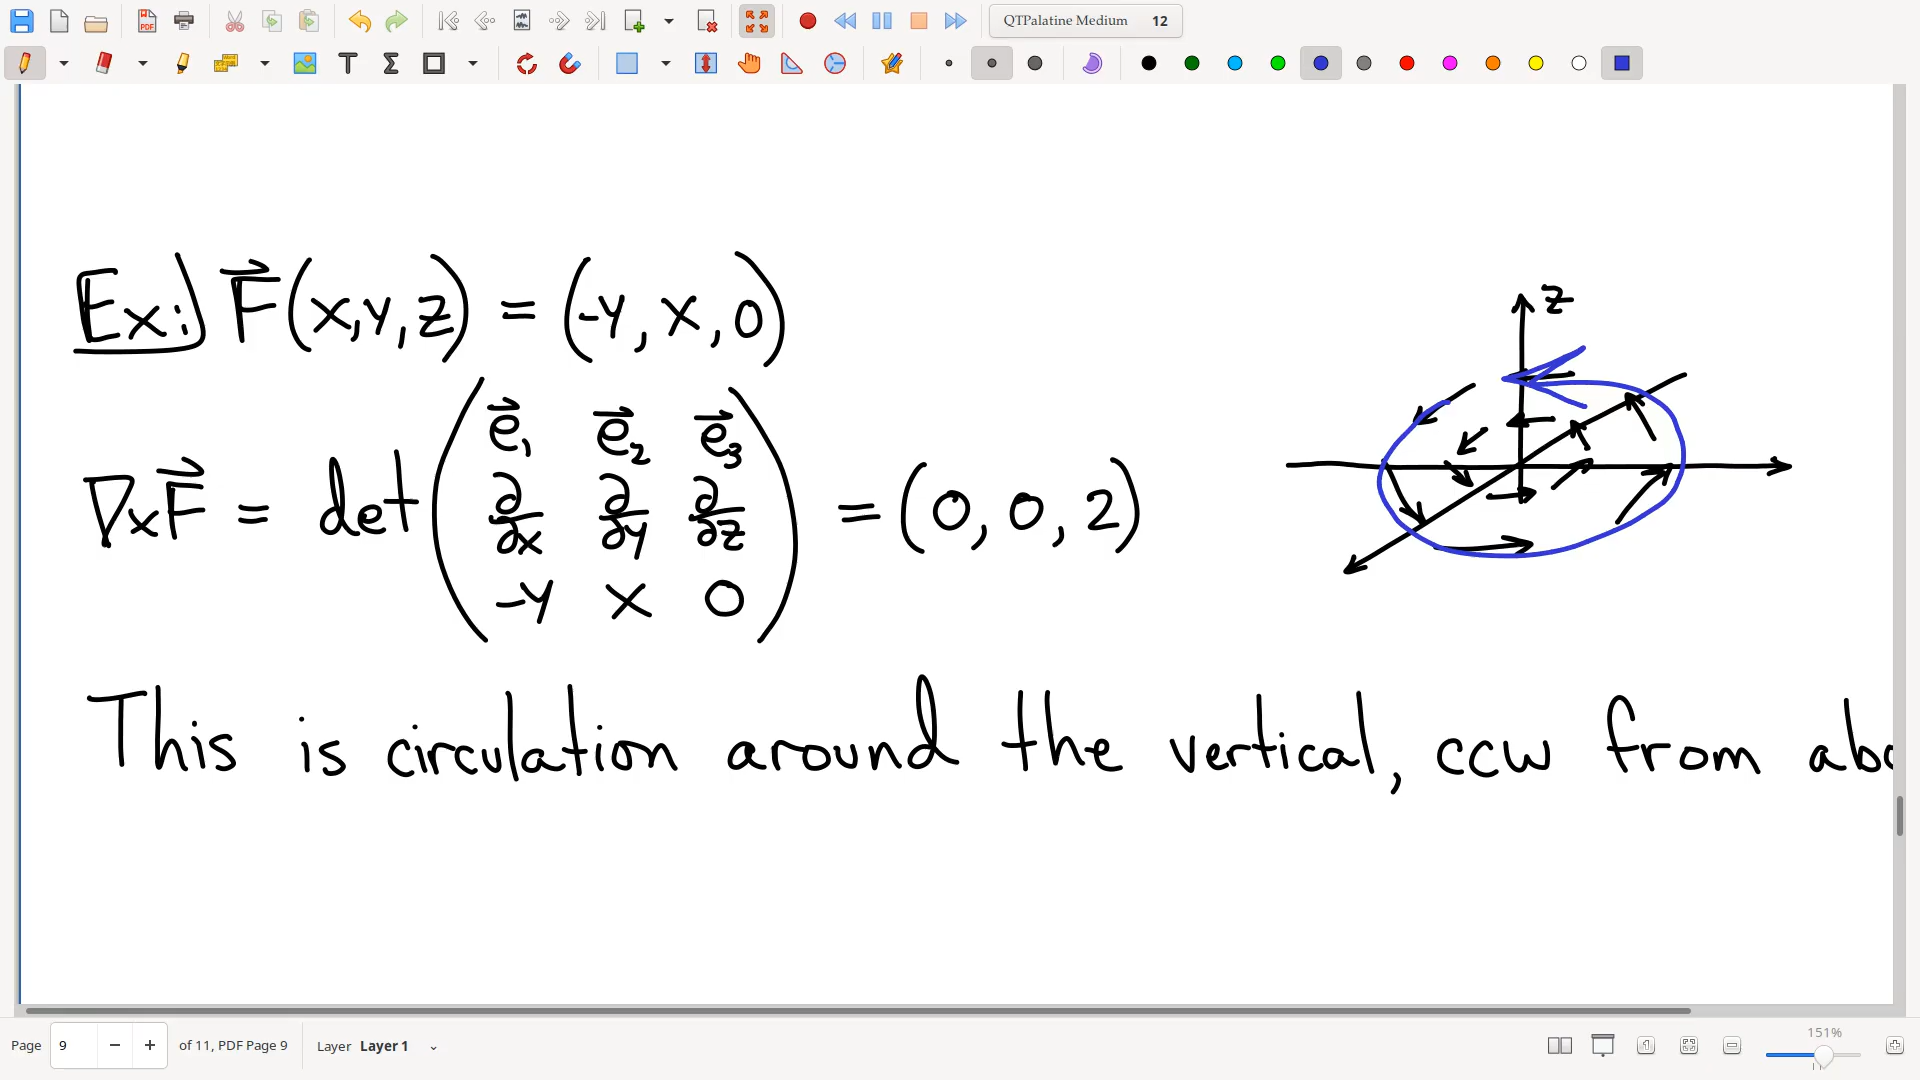 QTPalatine Medium 12
Ex:) F⃗(x,y,z) = (-y, x, 0)
z
∇×F⃗ = det( e⃗₁ e⃗₂ e⃗₃
∂/∂x ∂/∂y ∂/∂z
-y x 0 ) = (0, 0, 2)
This is circulation around the vertical, ccw from abo
Page 9 of 11, PDF Page 9 Layer Layer 1
151%